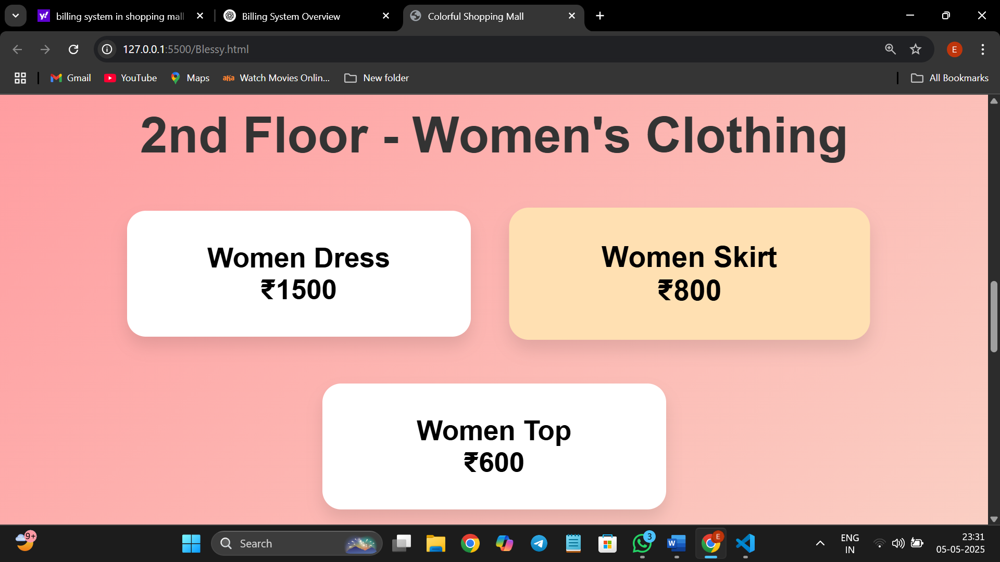 billing system in shopping mall
Billing System Overview
Colorful Shopping Mall
127.0.0.1:5500/Blessy.html
E
Gmail
YouTube
Maps
aha
Watch Movies Onlin...
New folder
All Bookmarks
2nd Floor - Women's Clothing
Women Dress
₹1500
Women Skirt
₹800
Women Top
₹600
9+
Search
3
W
E
ENG
IN
23:31
05-05-2025